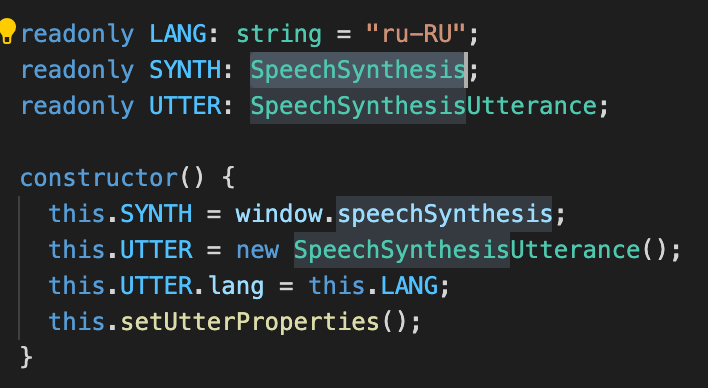 readonly LANG: string = "ru-RU";
readonly SYNTH: SpeechSynthesis;
readonly UTTER: SpeechSynthesisUtterance;
constructor() {
this.SYNTH = window.speechSynthesis;
this.UTTER = new SpeechSynthesisUtterance();
this.UTTER.lang = this.LANG;
this.setUtterProperties();
}